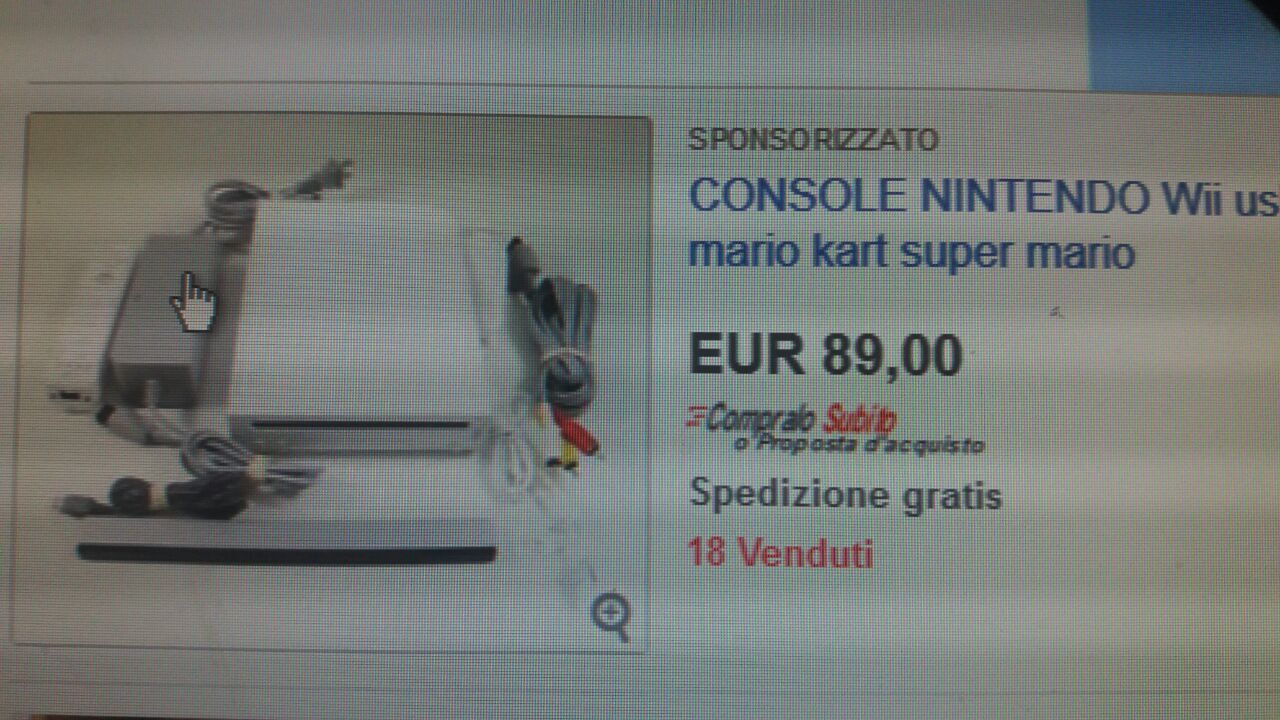 SPONSORIZZATO
CONSOLE NINTENDO Wii us
mario kart super mario
EUR 89,00
Compralo Subito
o Proposta d'acquisto
Spedizione gratis
18 Venduti